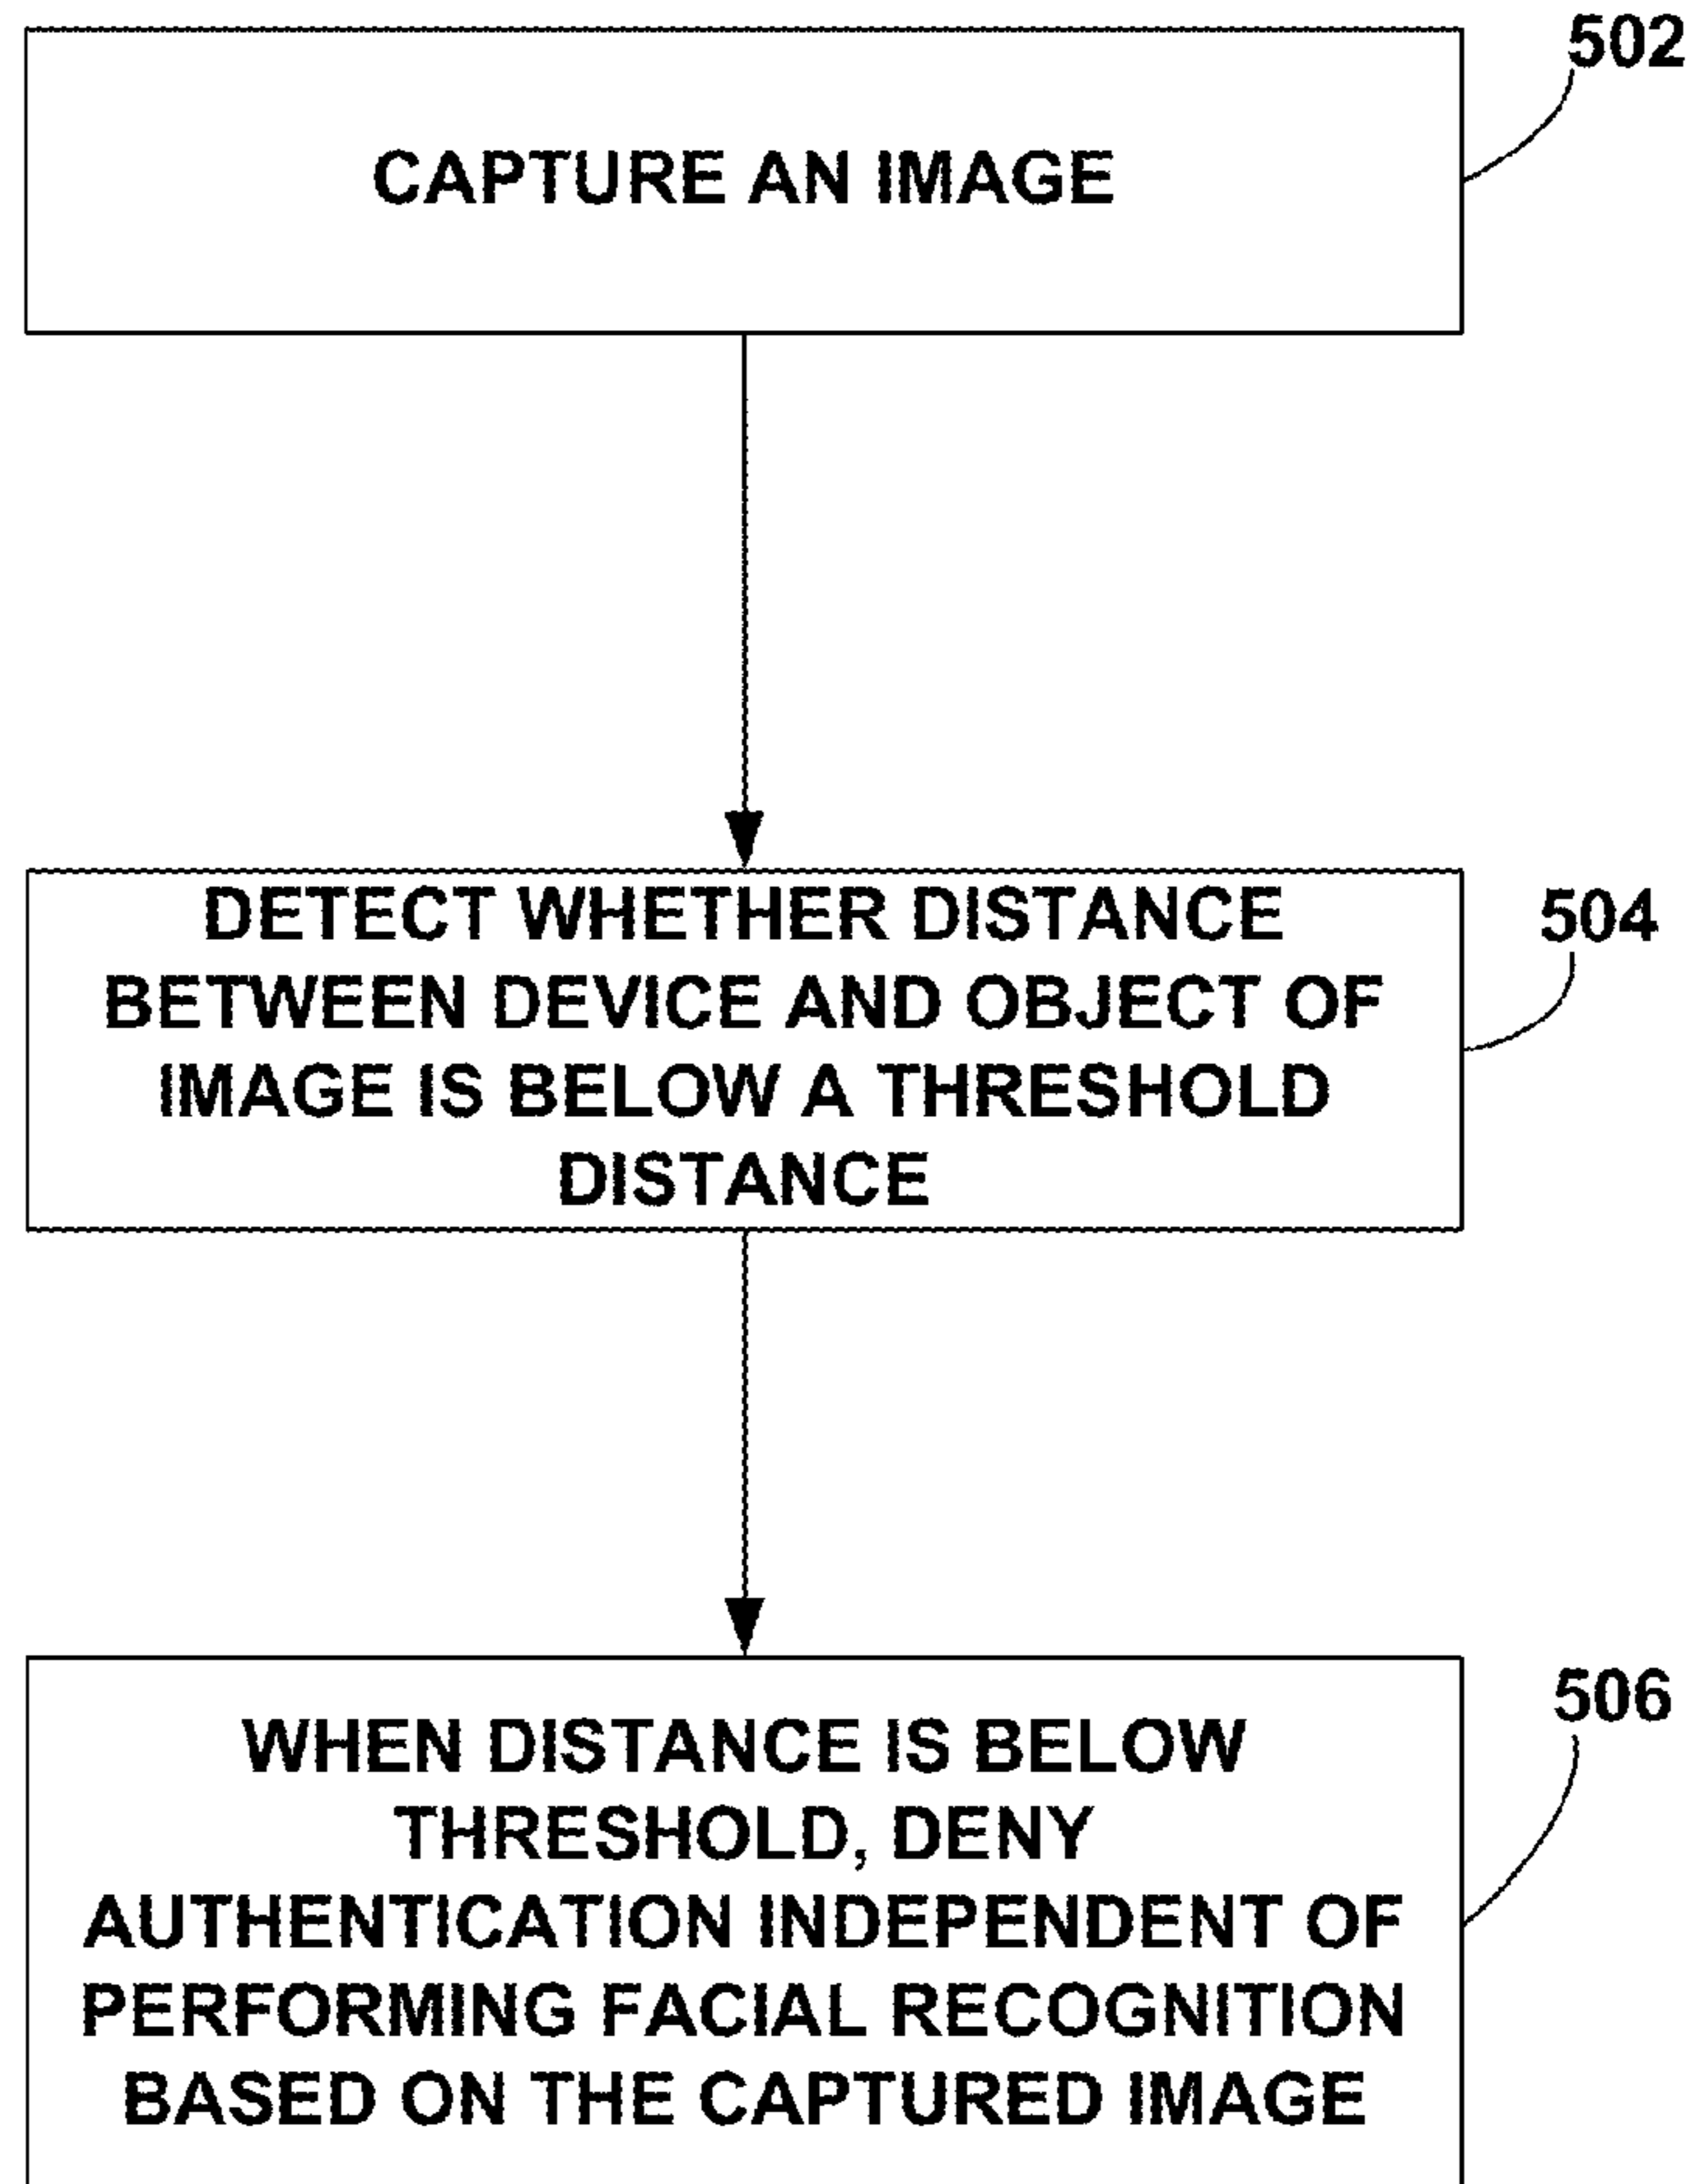 502
CAPTURE AN IMAGE
504
DETECT WHETHER DISTANCE
BETWEEN DEVICE AND OBJECT OF
IMAGE IS BELOW A THRESHOLD
DISTANCE
506
WHEN DISTANCE IS BELOW
THRESHOLD, DENY
AUTHENTICATION INDEPENDENT OF
PERFORMING FACIAL RECOGNITION
BASED ON THE CAPTURED IMAGE